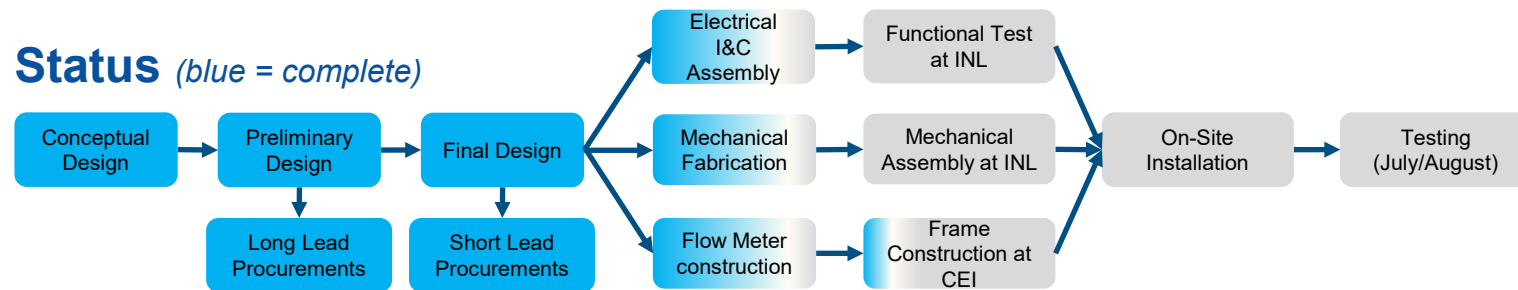 Status (blue = complete)
Conceptual
Design
Preliminary
Design
Final Design
Long Lead
Procurements
Short Lead
Procurements
Electrical
I&C
Assembly
Functional Test
at INL
Mechanical
Fabrication
Mechanical
Assembly at INL
Flow Meter
construction
Frame
Construction at
CEI
On-Site
Installation
Testing
(July/August)